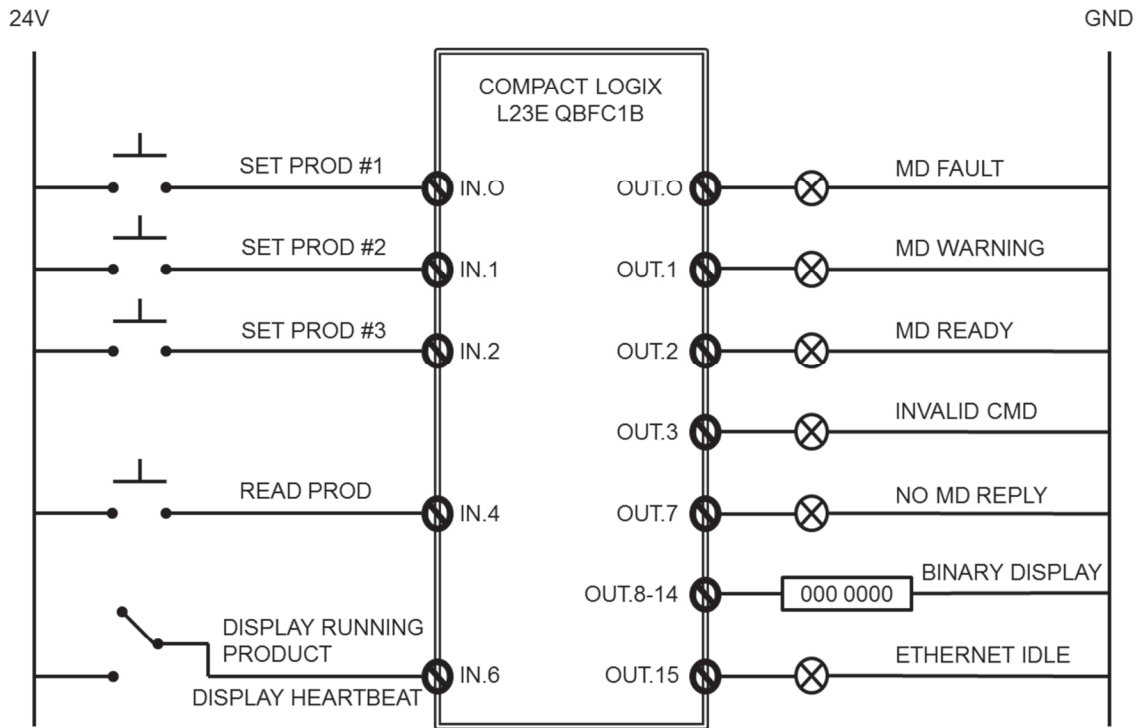 24V
GND
COMPACT LOGIX
L23E QBFC1B
SET PROD #1
IN.O
OUT.O
MD FAULT
SET PROD #2
IN.1
OUT.1
MD WARNING
SET PROD #3
IN.2
OUT.2
MD READY
OUT.3
INVALID CMD
READ PROD
IN.4
OUT.7
NO MD REPLY
OUT.8-14
000 0000
BINARY DISPLAY
DISPLAY RUNNING
PRODUCT
DISPLAY HEARTBEAT
IN.6
OUT.15
ETHERNET IDLE